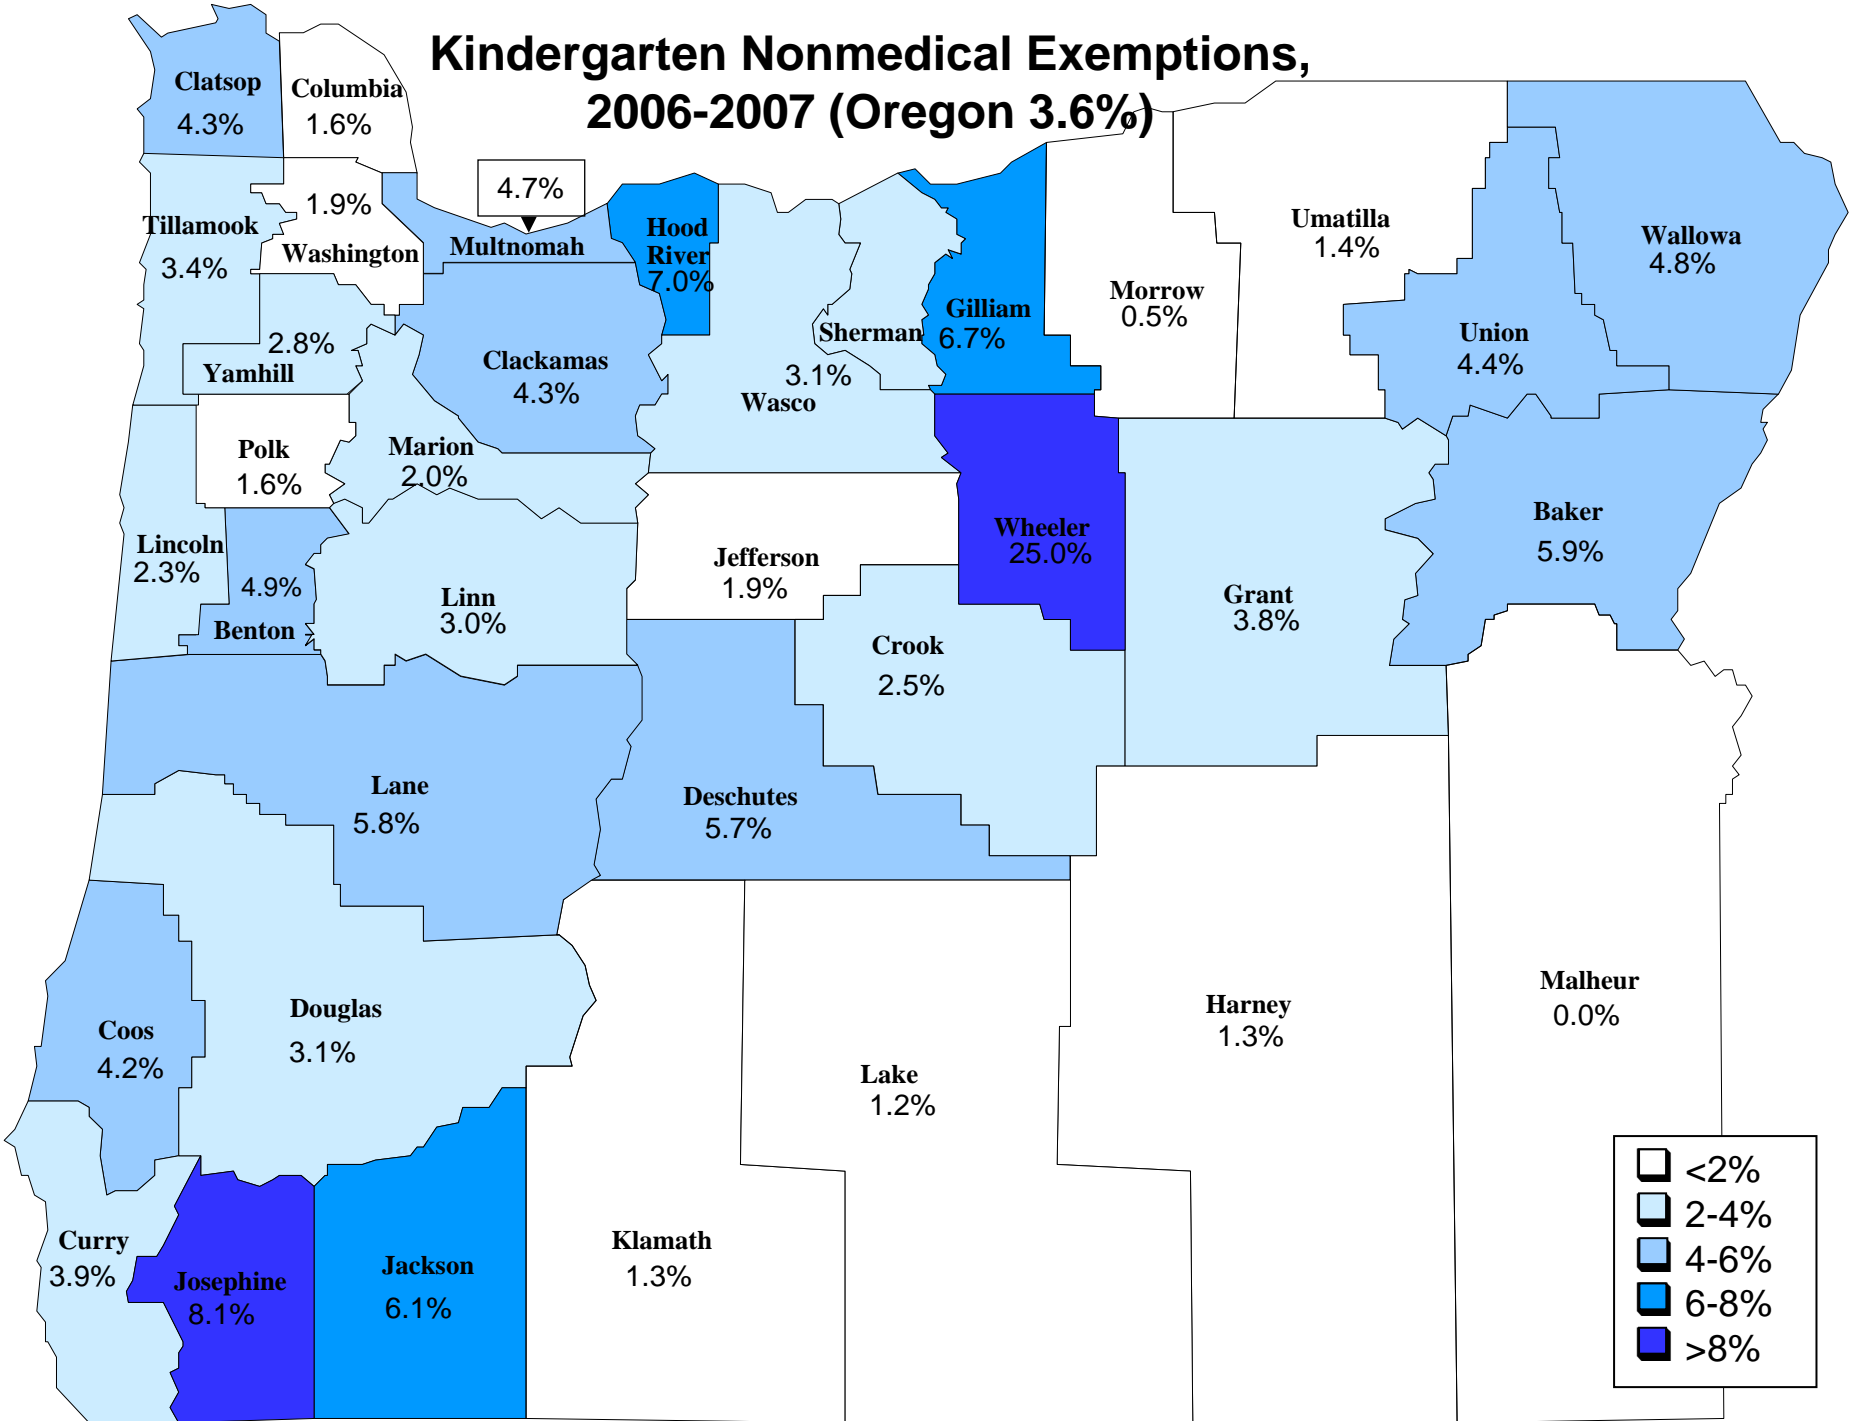 Kindergarten Nonmedical Exemptions,
2006-2007 (Oregon 3.6%)
Clatsop
4.3%
Columbia
1.6%
Tillamook
3.4%
1.9%
Washington
4.7%
Multnomah
Hood
River
7.0%
Sherman
Gilliam
6.7%
Morrow
0.5%
Umatilla
1.4%
Wallowa
4.8%
Union
4.4%
2.8%
Yamhill
Clackamas
4.3%
3.1%
Wasco
Polk
1.6%
Marion
2.0%
Lincoln
2.3%
4.9%
Benton
Linn
3.0%
Jefferson
1.9%
Wheeler
25.0%
Grant
3.8%
Baker
5.9%
Crook
2.5%
Lane
5.8%
Deschutes
5.7%
Coos
4.2%
Douglas
3.1%
Lake
1.2%
Harney
1.3%
Malheur
0.0%
Curry
3.9%
Josephine
8.1%
Jackson
6.1%
Klamath
1.3%
<2%
2-4%
4-6%
6-8%
>8%